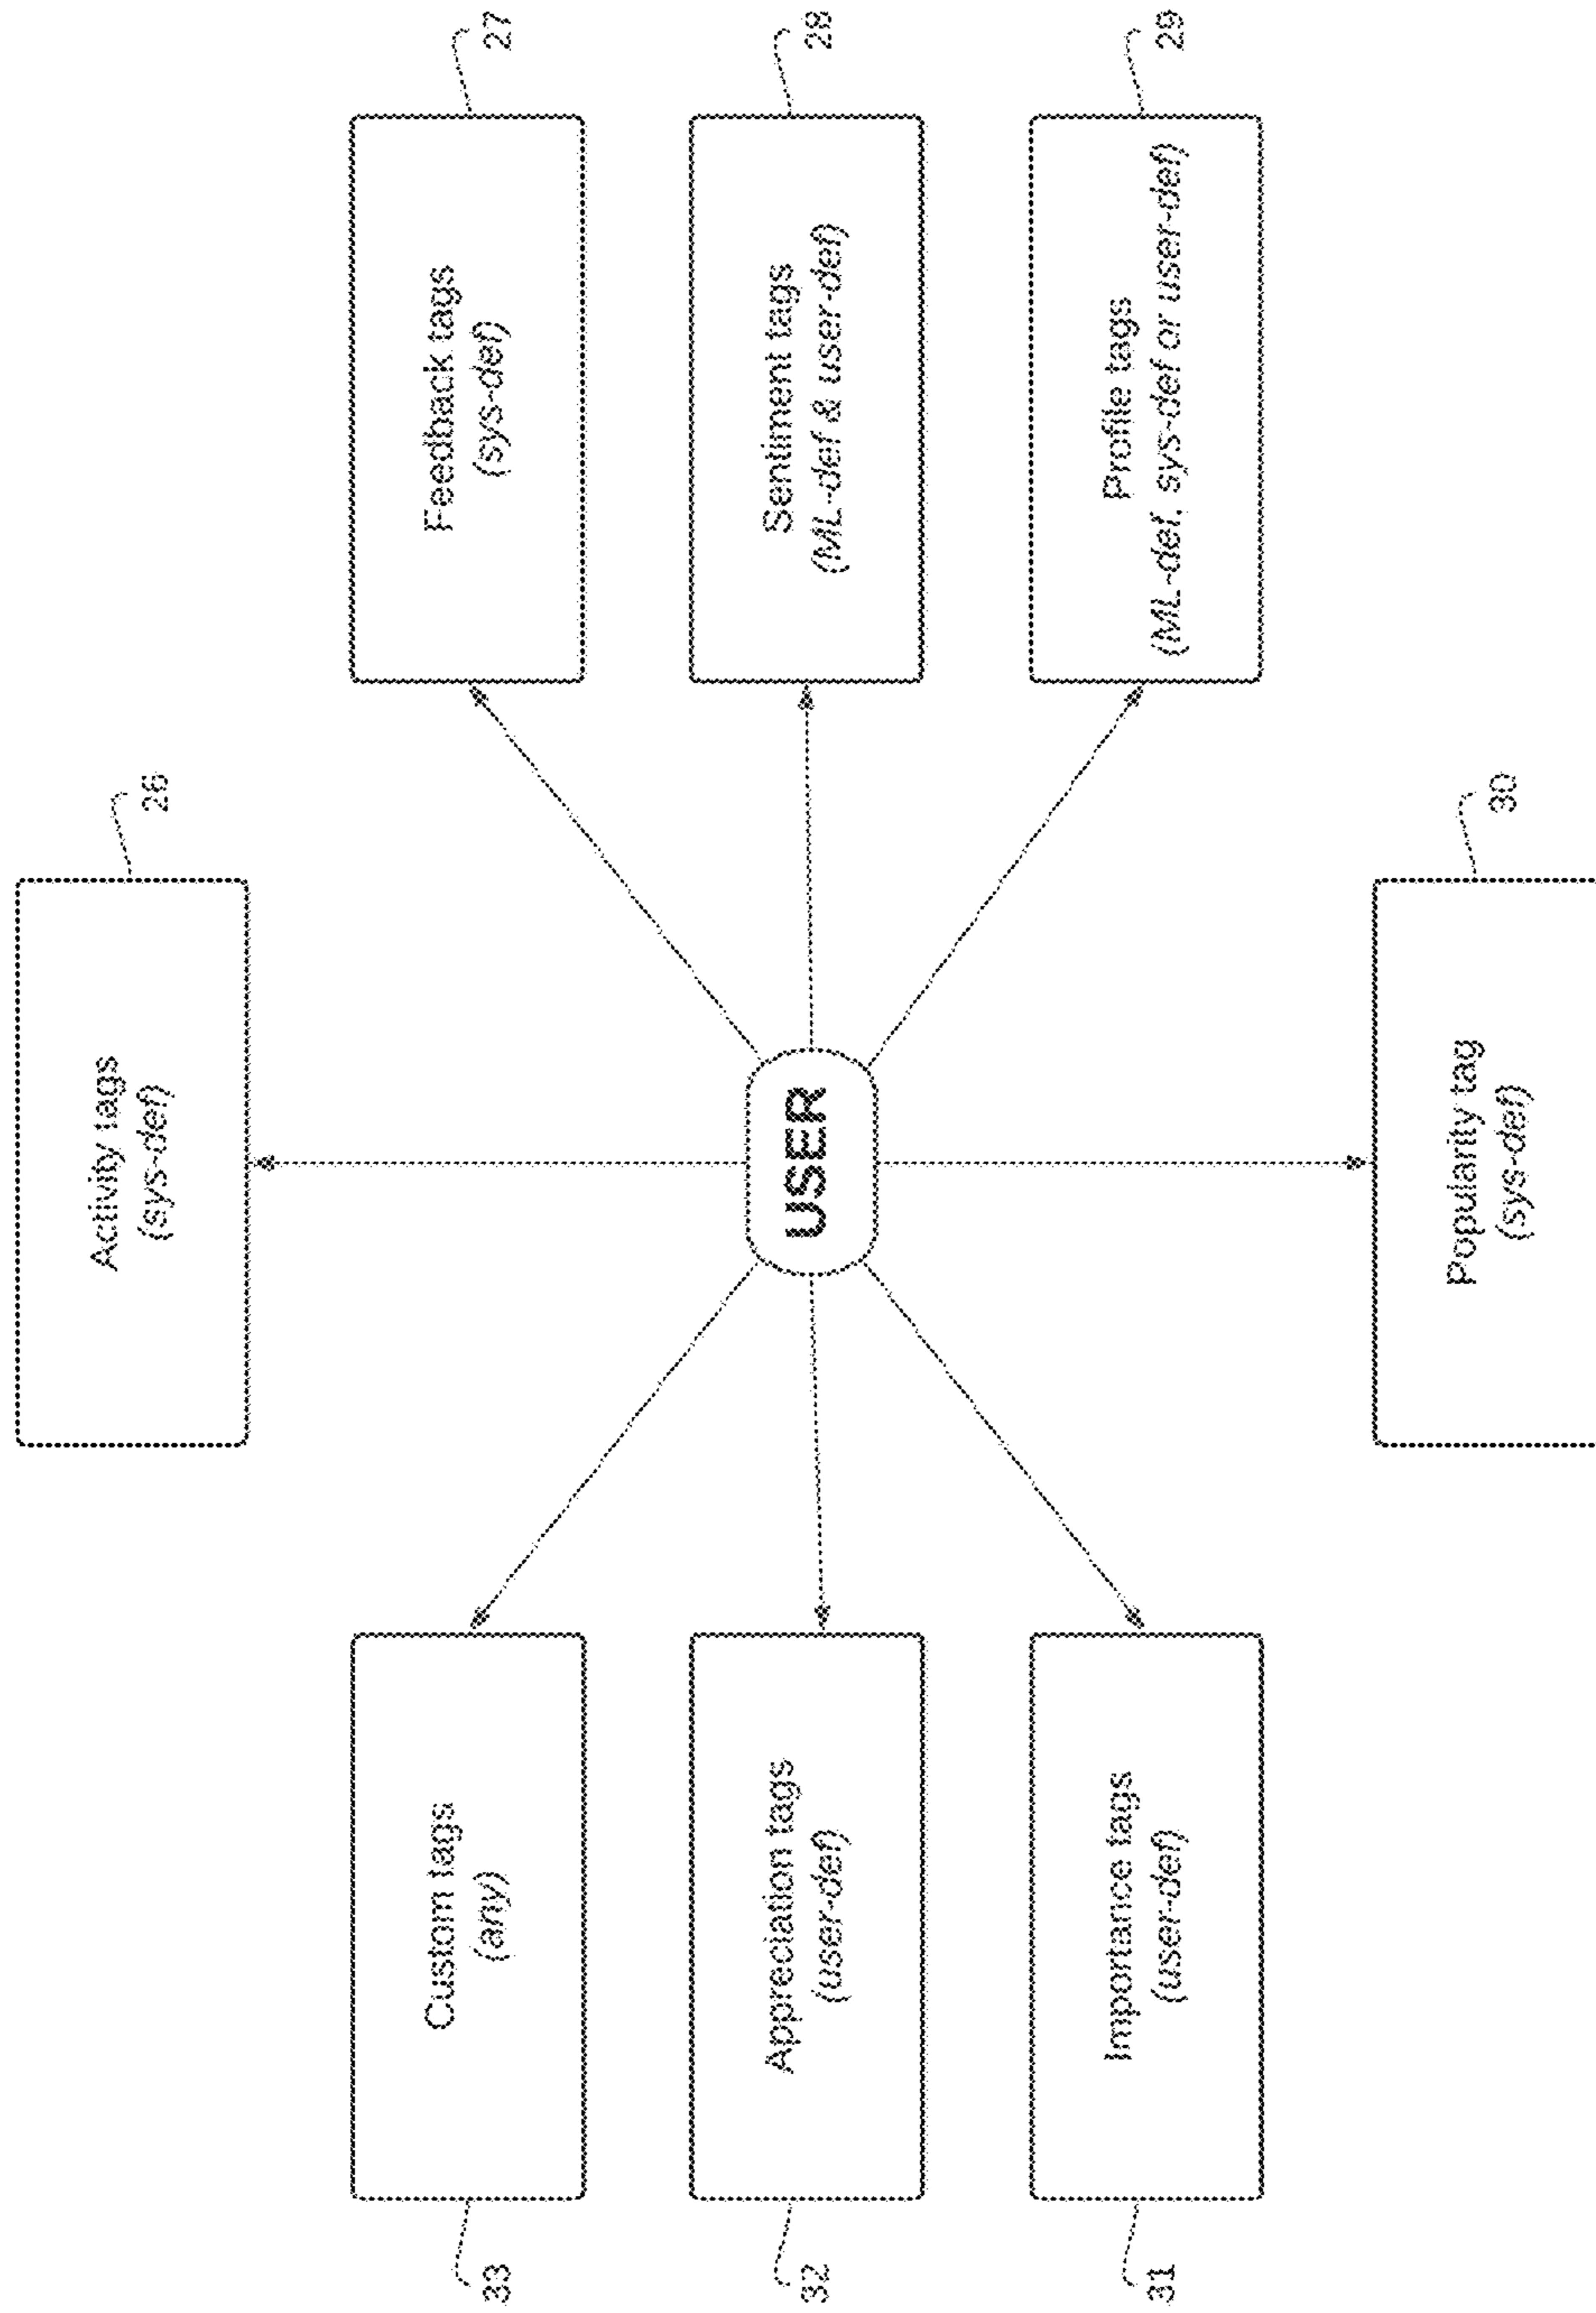 Activity tags
(sys-def)
26
Custom tags
(any)
33
Feedback tags
(sys-def)
27
Appreciation tags
(user-def)
32
USER
Sentiment tags
(ML-def & user-def)
28
Importance tags
(user-def)
31
Profile tags
(ML-def, sys-def or user-def)
29
Popularity tag
(sys-def)
30